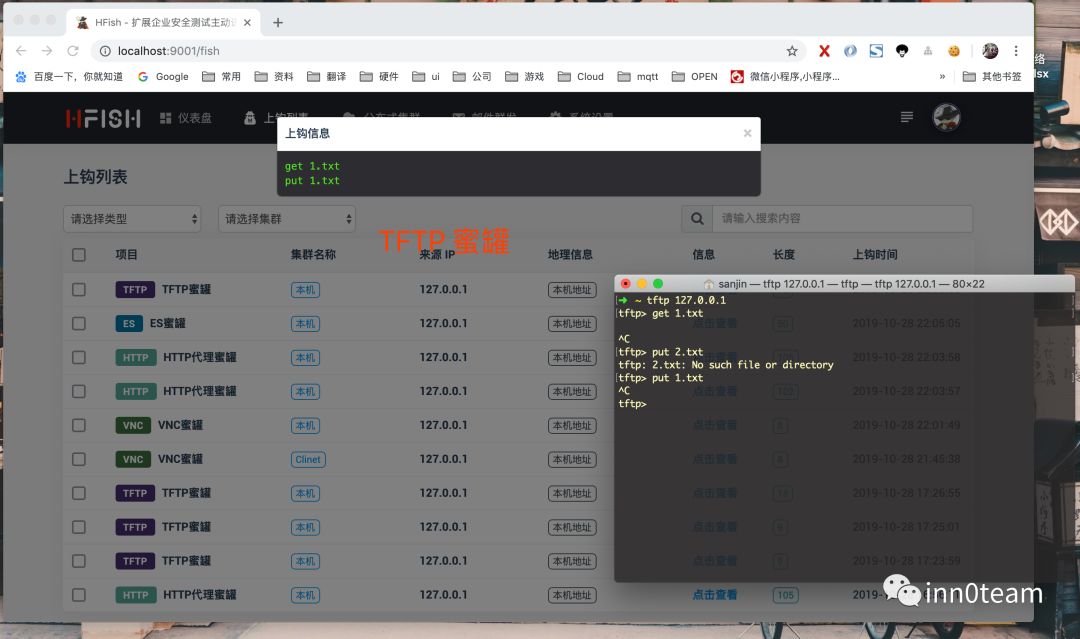 HFish - 扩展企业安全测试主动
localhost:9001/fish
百度一下，你就知道 Google 常用 资料 翻译 硬件 ui 公司 游戏 Cloud mqtt OPEN 微信小程序,小程序... » 其他书签
络
lsx
HFISH 仪表盘 上钩列表 分布式集群 邮件群发 系统设置
上钩信息 ×
get 1.txt
put 1.txt
上钩列表
请选择类型 请选择集群 请输入搜索内容
TFTP 蜜罐
项目 集群名称 来源 IP 地理信息 信息 长度 上钩时间
TFTP TFTP蜜罐 本机 127.0.0.1 本机地址
ES ES蜜罐 本机 127.0.0.1 本机地址 点击查看 50 2019-10-28 22:05:05
HTTP HTTP代理蜜罐 本机 127.0.0.1 本机地址 2019-10-28 22:03:58
HTTP HTTP代理蜜罐 本机 127.0.0.1 本机地址 点击查看 102 2019-10-28 22:03:57
VNC VNC蜜罐 本机 127.0.0.1 本机地址 点击查看 2019-10-28 22:01:49
VNC VNC蜜罐 Clinet 127.0.0.1 本机地址 点击查看 2019-10-28 21:45:38
TFTP TFTP蜜罐 本机 127.0.0.1 本机地址 点击查看 18 2019-10-28 17:26:55
TFTP TFTP蜜罐 本机 127.0.0.1 本机地址 点击查看 9 2019-10-28 17:25:01
TFTP TFTP蜜罐 本机 127.0.0.1 本机地址 点击查看 9 2019-10-28 17:23:59
HTTP HTTP代理蜜罐 本机 127.0.0.1 本机地址 点击查看 105
sanjin — tftp 127.0.0.1 — tftp — tftp 127.0.0.1 — 80×22
➜ ~ tftp 127.0.0.1
tftp> get 1.txt
^C
tftp> put 2.txt
tftp: 2.txt: No such file or directory
tftp> put 1.txt
^C
tftp>
inn0team